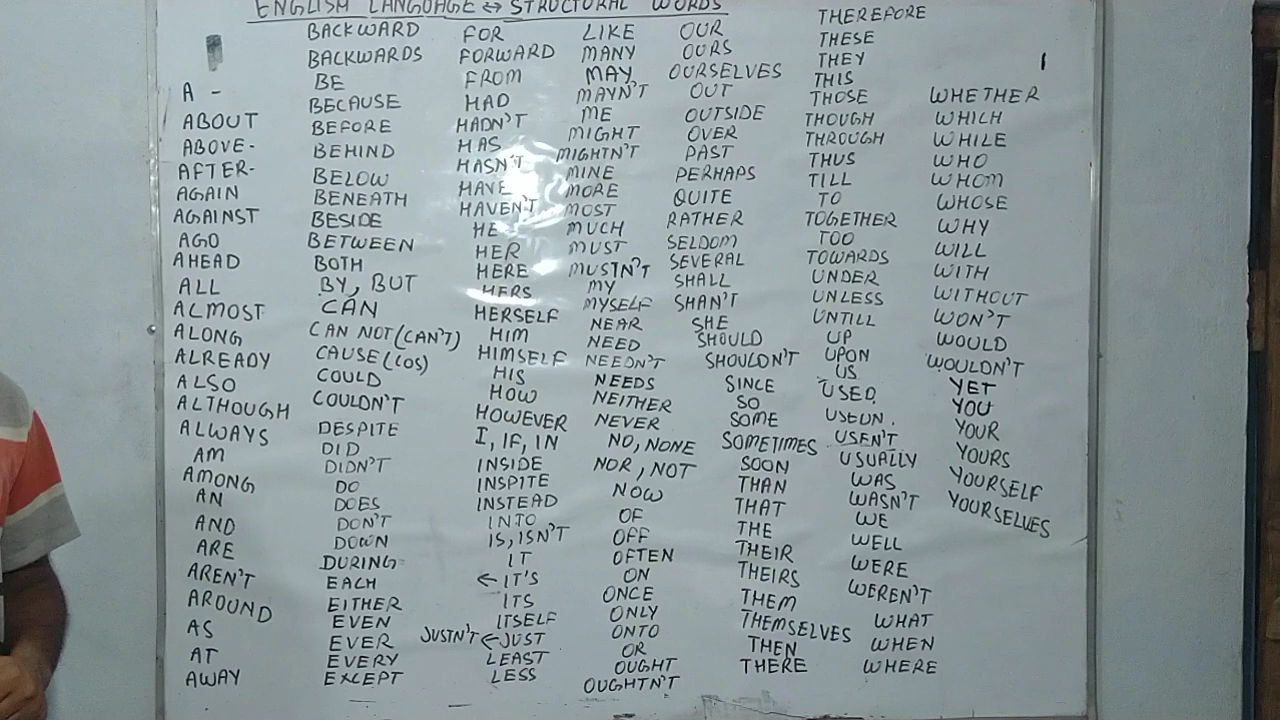 ENGLISH LANGUAGE ↔ STRUCTURAL WORDS
A -
ABOUT
ABOVE-
AFTER-
AGAIN
AGAINST
AGO
AHEAD
ALL
ALMOST
ALONG
ALREADY
ALSO
ALTHOUGH
ALWAYS
AM
AMONG
AN
AND
ARE
AREN'T
AROUND
AS
AT
AWAY
BACKWARD
BACKWARDS
BE
BECAUSE
BEFORE
BEHIND
BELOW
BENEATH
BESIDE
BETWEEN
BOTH
BY, BUT
CAN
CAN NOT (CAN'T)
CAUSE (COS)
COULD
COULDN'T
DESPITE
DID
DIDN'T
DO
DOES
DON'T
DOWN
DURING
EACH
EITHER
EVEN
EVER
EVERY
EXCEPT
FOR
FORWARD
FROM
HAD
HADN'T
HAS
HASN'T
HAVE
HAVEN'T
HE
HER
HERE
HERS
HERSELF
HIM
HIMSELF
HIS
HOW
HOWEVER
I, IF, IN
INSIDE
INSPITE
INSTEAD
INTO
IS, ISN'T
IT
← IT'S
ITS
ITSELF
JUSTN'T ← JUST
LEAST
LESS
LIKE
MANY
MAY
MAYN'T
ME
MIGHT
MIGHTN'T
MINE
MORE
MOST
MUCH
MUST
MUSTN'T
MY
MYSELF
NEAR
NEED
NEEDN'T
NEEDS
NEITHER
NEVER
NO, NONE
NOR, NOT
NOW
OF
OFF
OFTEN
ON
ONCE
ONLY
ONTO
OR
OUGHT
OUGHTN'T
OUR
OURS
OURSELVES
OUT
OUTSIDE
OVER
PAST
PERHAPS
QUITE
RATHER
SELDOM
SEVERAL
SHALL
SHAN'T
SHE
SHOULD
SHOULDN'T
SINCE
SO
SOME
SOMETIMES
SOON
THAN
THAT
THE
THEIR
THEIRS
THEM
THEMSELVES
THEN
THERE
THEREFORE
THESE
THEY
THIS
THOSE
THOUGH
THROUGH
THUS
TILL
TO
TOGETHER
TOO
TOWARDS
UNDER
UNLESS
UNTILL
UP
UPON
US
USED
USEUN.
USEN'T
USUALLY
WAS
WASN'T
WE
WELL
WERE
WEREN'T
WHAT
WHEN
WHERE
WHETHER
WHICH
WHILE
WHO
WHOM
WHOSE
WHY
WILL
WITH
WITHOUT
WON'T
WOULD
WOULDN'T
YET
YOU
YOUR
YOURS
YOURSELF
YOURSELVES